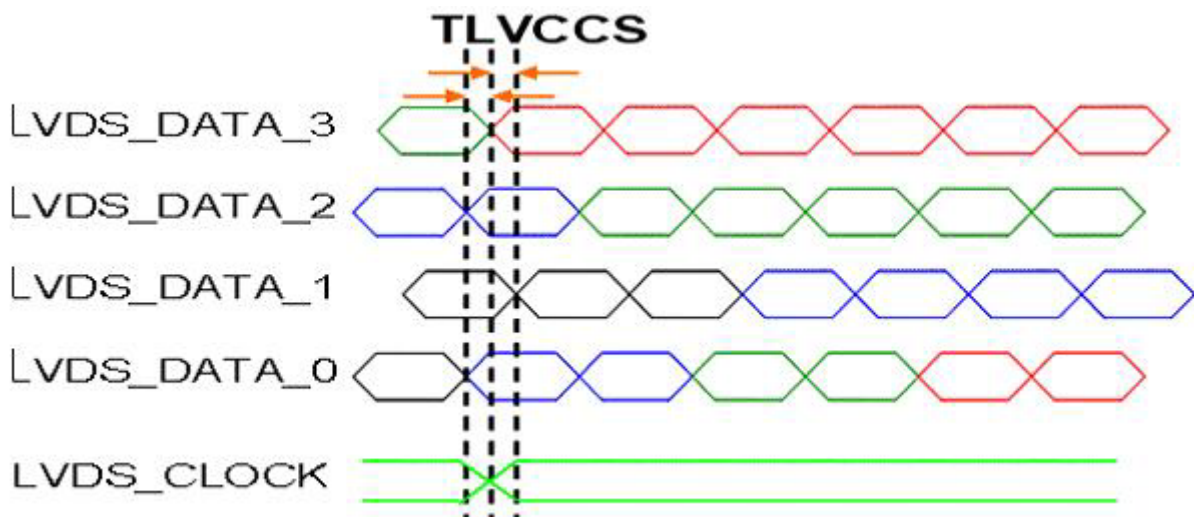 TLVCCS
LVDS_DATA_3
LVDS_DATA_2
LVDS_DATA_1
LVDS_DATA_0
LVDS_CLOCK